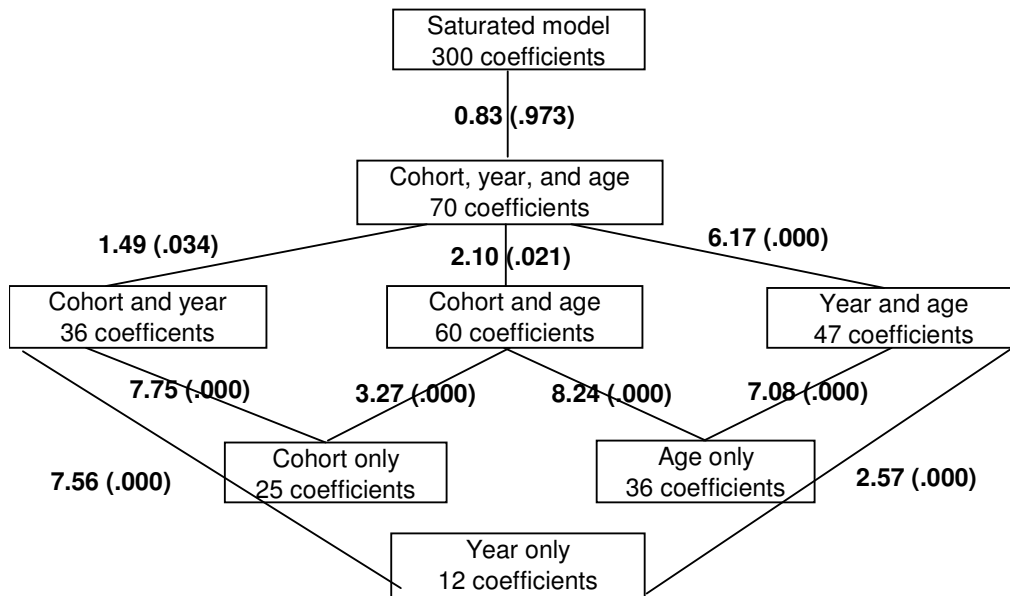 Saturated model
300 coefficients
0.83 (.973)
Cohort, year, and age
70 coefficients
1.49 (.034)
2.10 (.021)
6.17 (.000)
Cohort and year
36 coefficents
Cohort and age
60 coefficients
Year and age
47 coefficients
7.75 (.000)
3.27 (.000)
8.24 (.000)
7.08 (.000)
Cohort only
25 coefficients
Age only
36 coefficients
7.56 (.000)
2.57 (.000)
Year only
12 coefficients